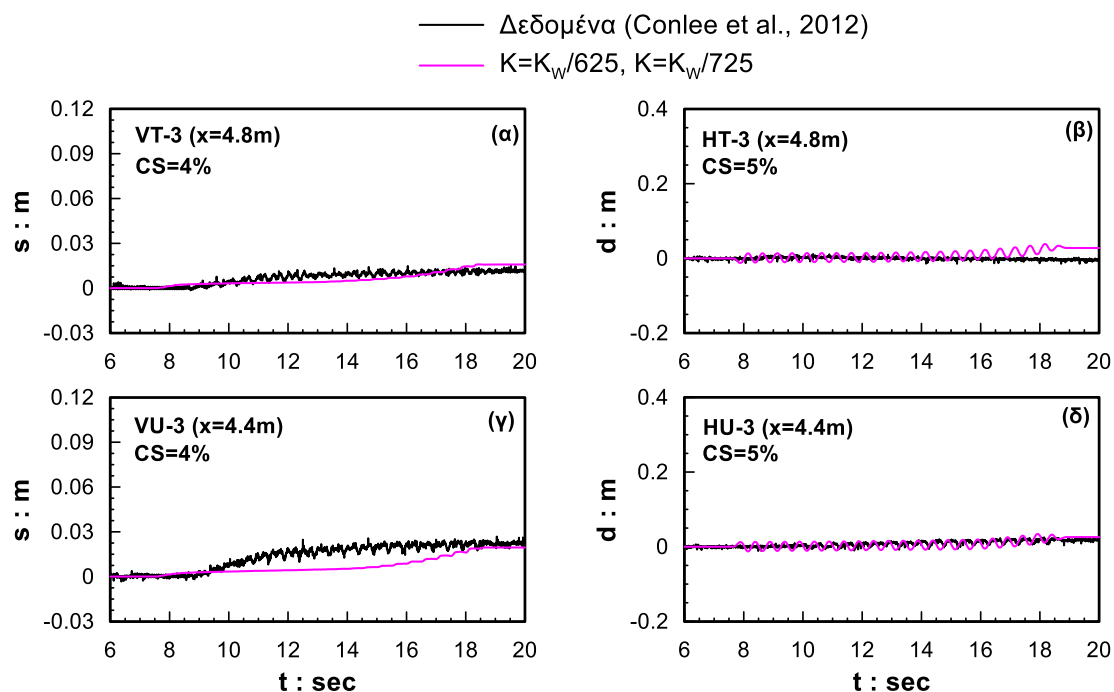 Δεδομένα (Conlee et al., 2012)
K=K_W/625, K=K_W/725
VT-3 (x=4.8m)
CS=4%
(α)
s : m
0.12
0.09
0.06
0.03
0
-0.03
6 8 10 12 14 16 18 20
HT-3 (x=4.8m)
CS=5%
(β)
d : m
0.4
0.2
0
-0.2
6 8 10 12 14 16 18 20
VU-3 (x=4.4m)
CS=4%
(γ)
s : m
0.12
0.09
0.06
0.03
0
-0.03
6 8 10 12 14 16 18 20
t : sec
HU-3 (x=4.4m)
CS=5%
(δ)
d : m
0.4
0.2
0
-0.2
6 8 10 12 14 16 18 20
t : sec